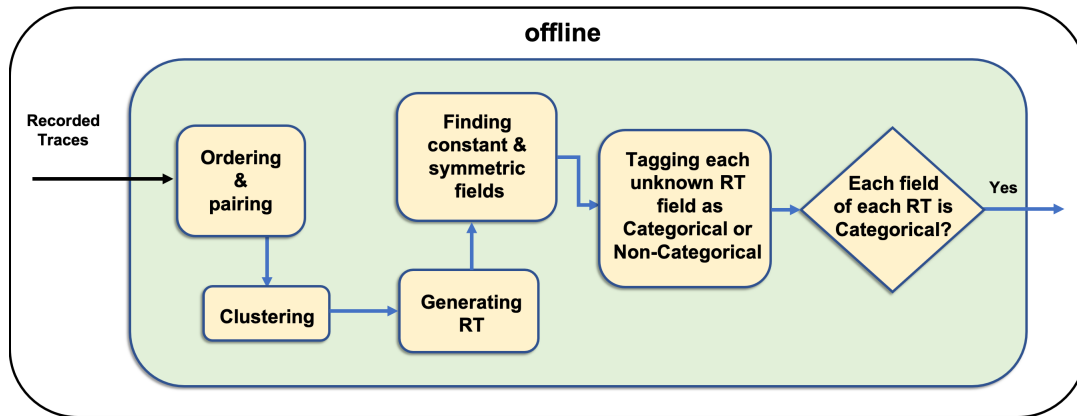 offline
Recorded
Traces
Ordering
&
pairing
Clustering
Generating
RT
Finding
constant &
symmetric
fields
Tagging each
unknown RT
field as
Categorical or
Non-Categorical
Each field
of each RT is
Categorical?
Yes